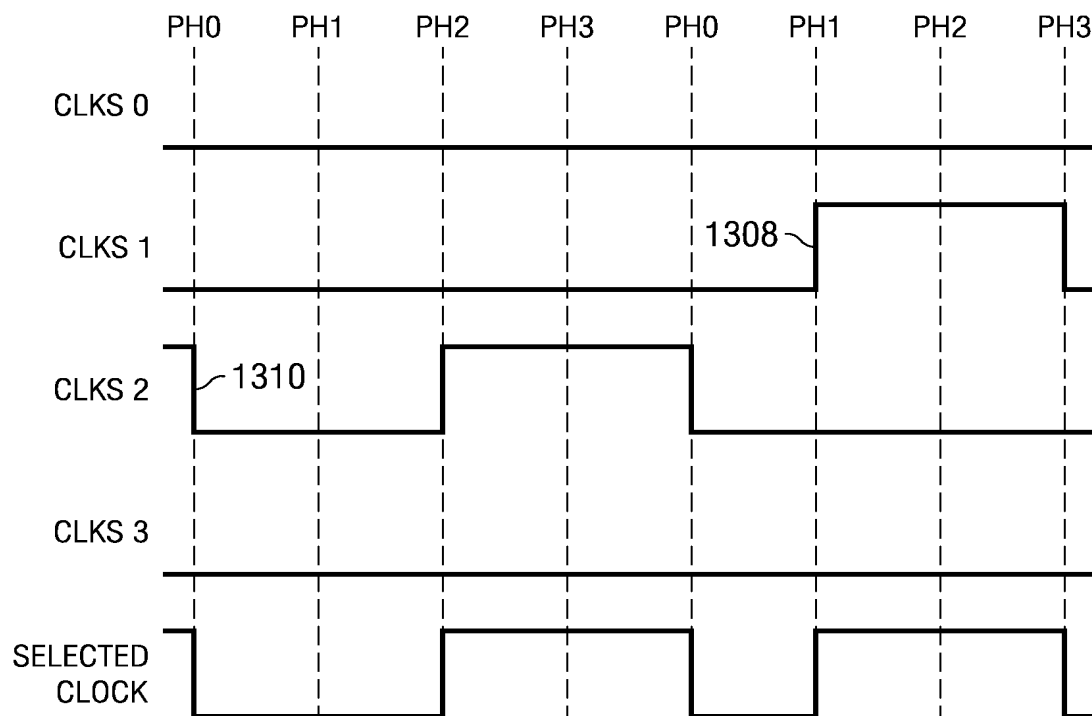 PH0 PH1 PH2 PH3 PH0 PH1 PH2 PH3
CLKS 0
CLKS 1
1308
CLKS 2
1310
CLKS 3
SELECTED
CLOCK